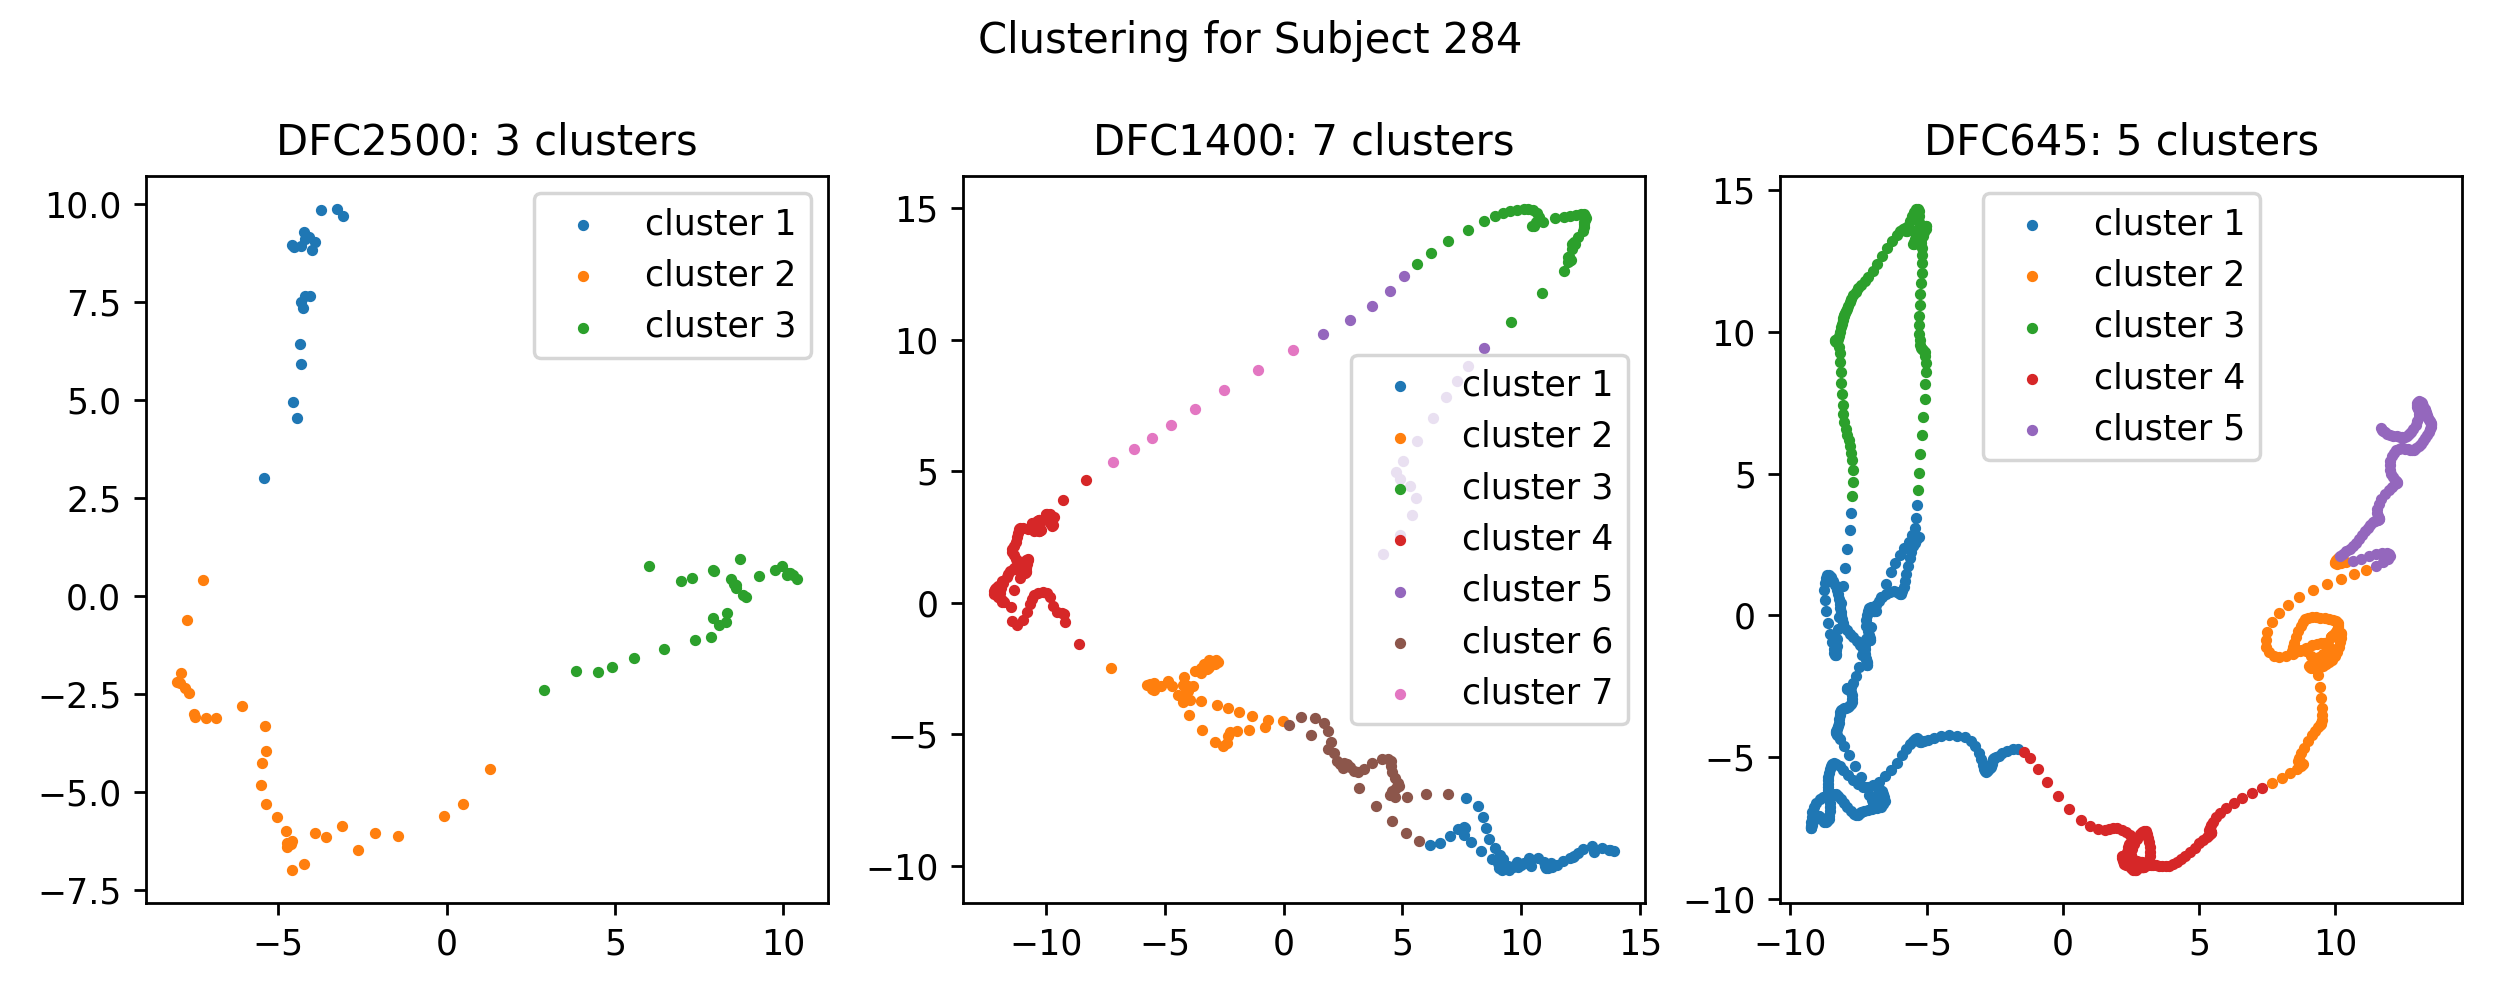 Clustering for Subject 284
DFC2500: 3 clusters
10.0
7.5
5.0
2.5
0.0
−2.5
−5.0
−7.5
−5
0
5
10
cluster 1
cluster 2
cluster 3
DFC1400: 7 clusters
15
10
5
0
−5
−10
−10
−5
0
5
10
15
cluster 1
cluster 2
cluster 3
cluster 4
cluster 5
cluster 6
cluster 7
DFC645: 5 clusters
15
10
5
0
−5
−10
−10
−5
0
5
10
cluster 1
cluster 2
cluster 3
cluster 4
cluster 5